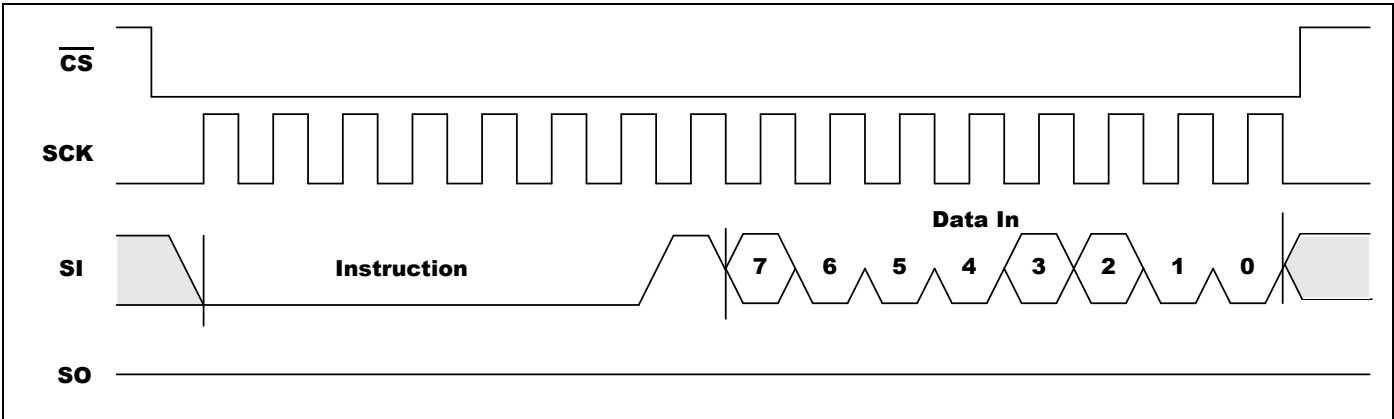 CS
SCK
Data In
SI Instruction 7 6 5 4 3 2 1 0
SO